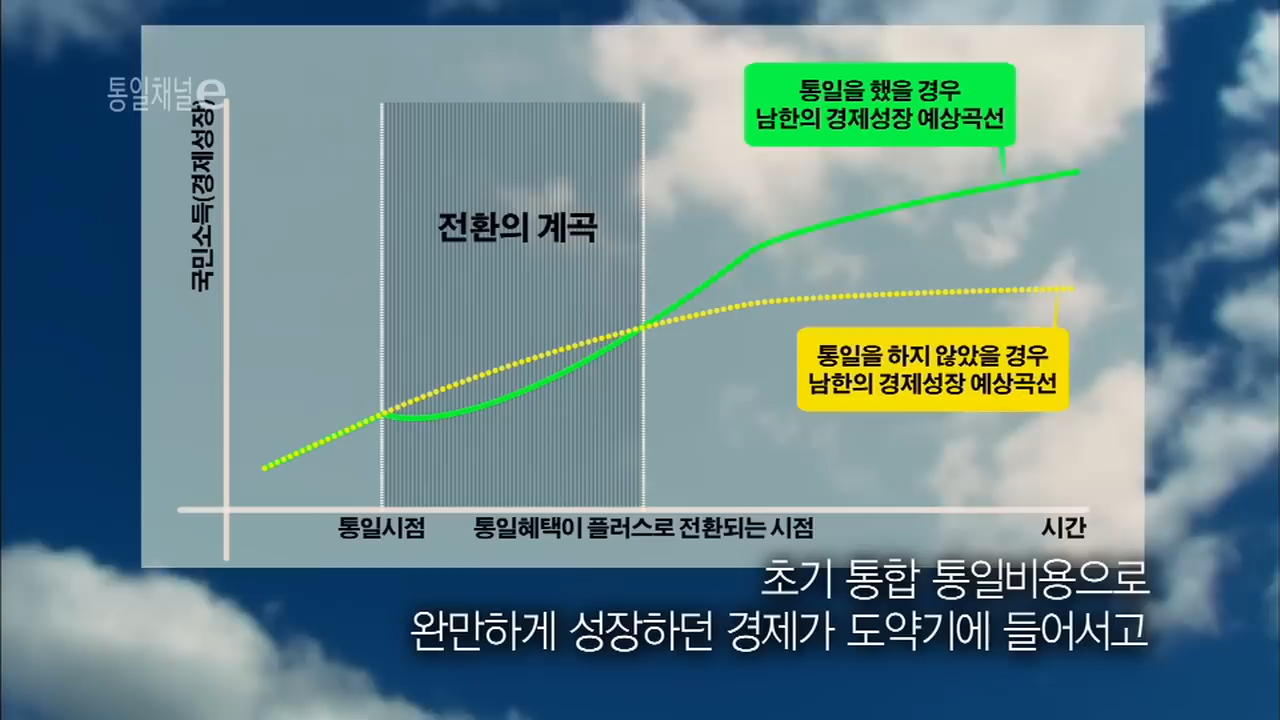 통일채널e
국민소득(경제성장)
통일을 했을 경우
남한의 경제성장 예상곡선
전환의 계곡
통일을 하지 않았을 경우
남한의 경제성장 예상곡선
통일시점
통일혜택이 플러스로 전환되는 시점
시간
초기 통합 통일비용으로
완만하게 성장하던 경제가 도약기에 들어서고